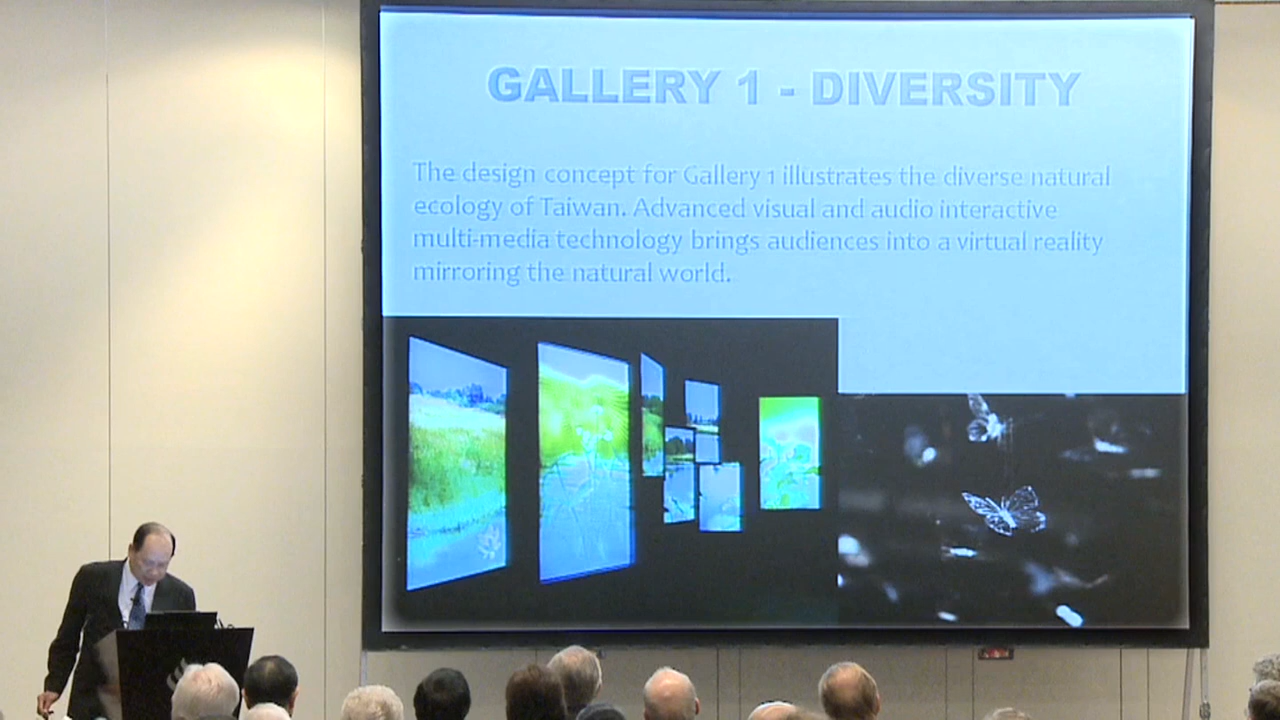 GALLERY 1 - DIVERSITY
The design concept for Gallery 1 illustrates the diverse natural
ecology of Taiwan. Advanced visual and audio interactive
multi-media technology brings audiences into a virtual reality
mirroring the natural world.